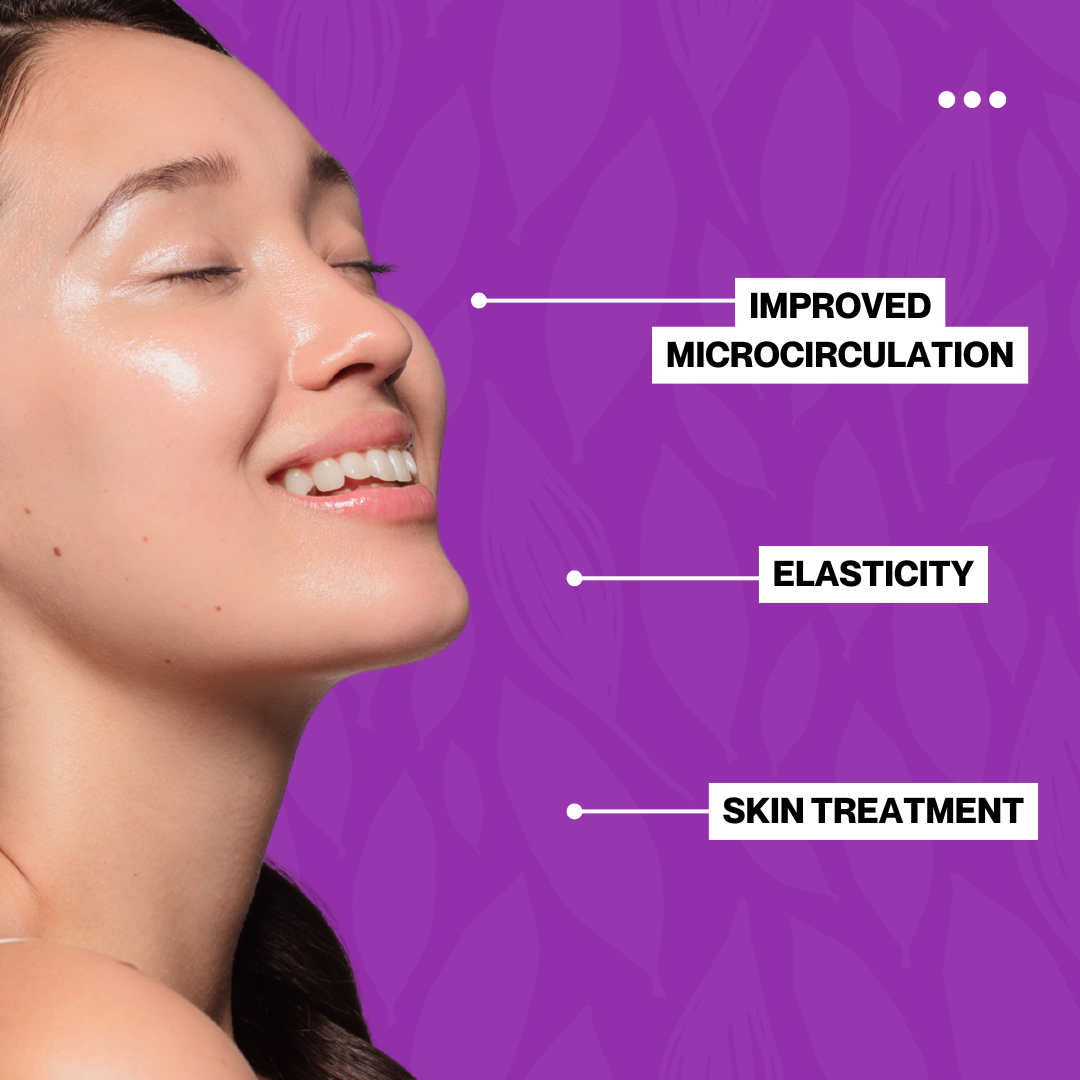 IMPROVED
MICROCIRCULATION
ELASTICITY
SKIN TREATMENT